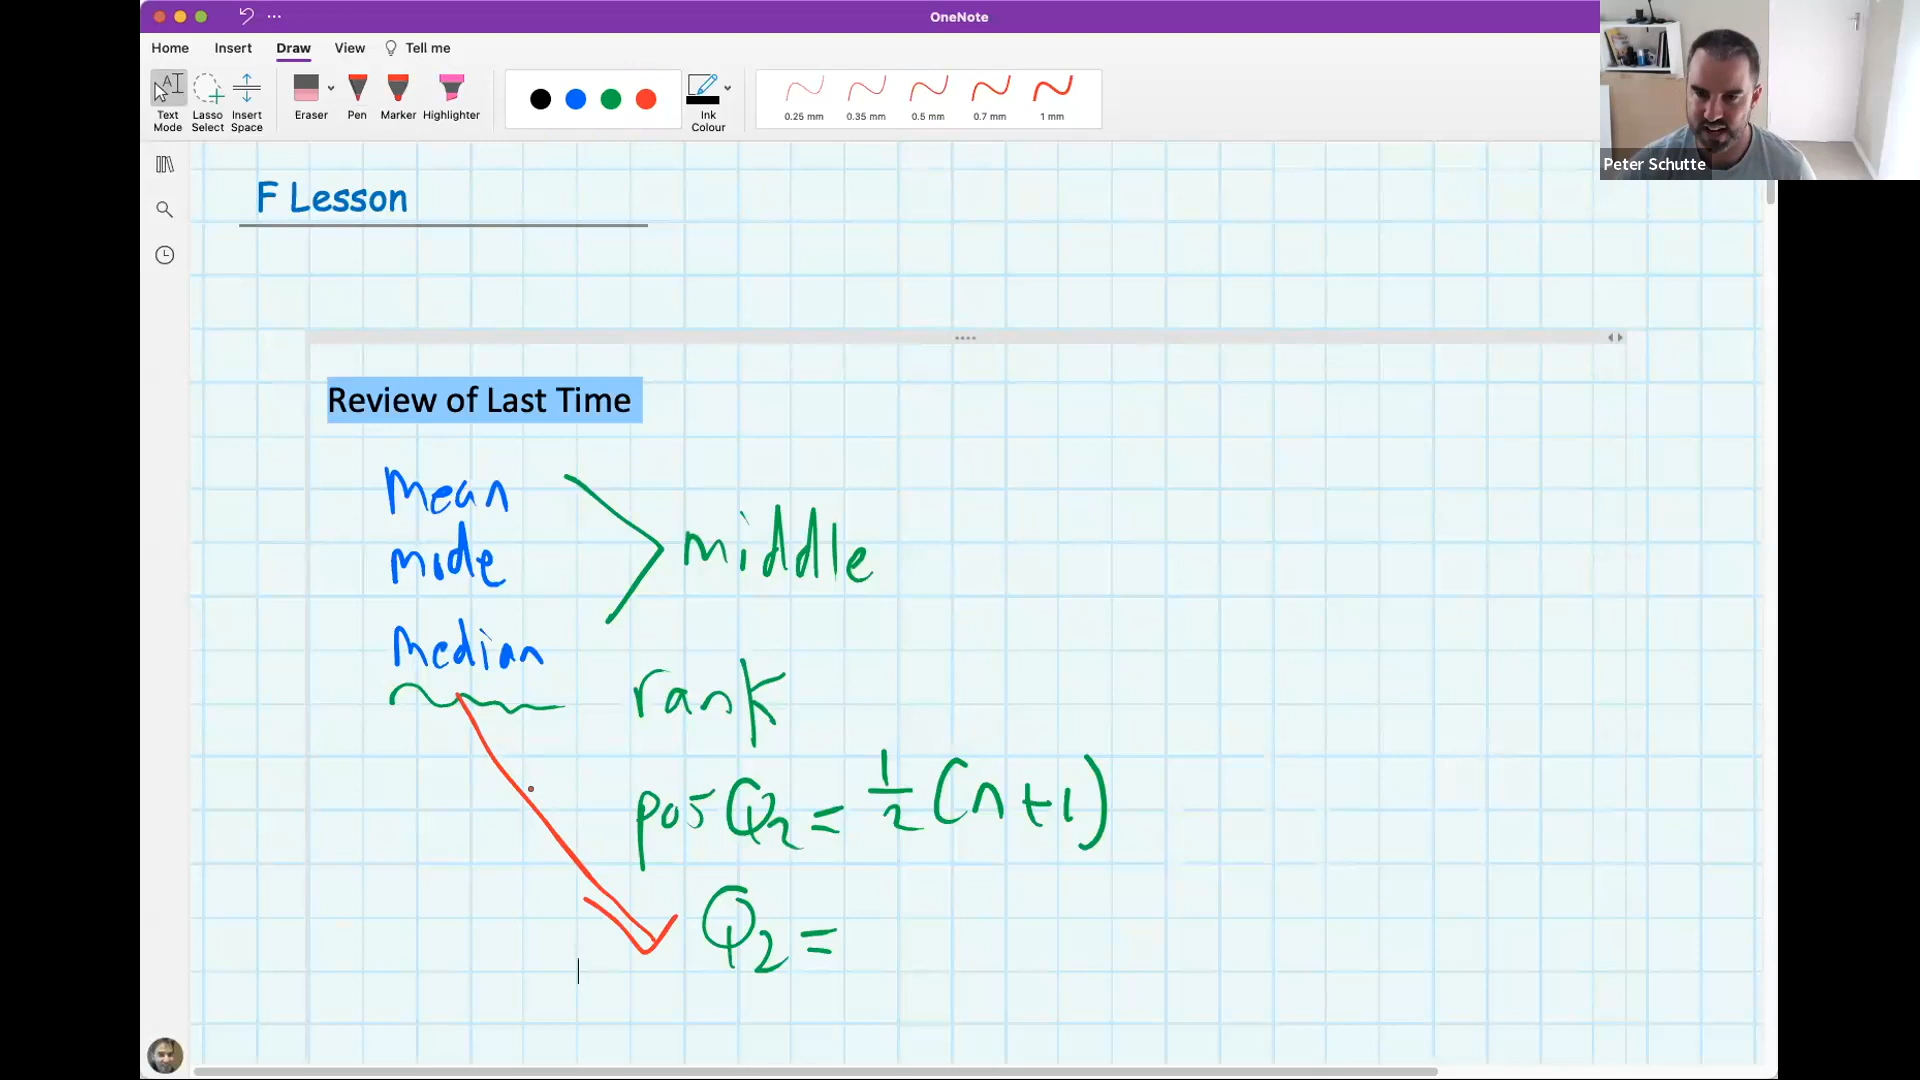 OneNote
Home Insert Draw View Tell me
Text Mode
Lasso Select
Insert Space
Eraser
Pen
Marker
Highlighter
Ink Colour
0.25 mm
0.35 mm
0.5 mm
0.7 mm
1 mm
Peter Schutte
F Lesson
Review of Last Time
Mean
mode
Median
middle
rank
pos Q₂ = 1/2 (n+1)
Q₂ =